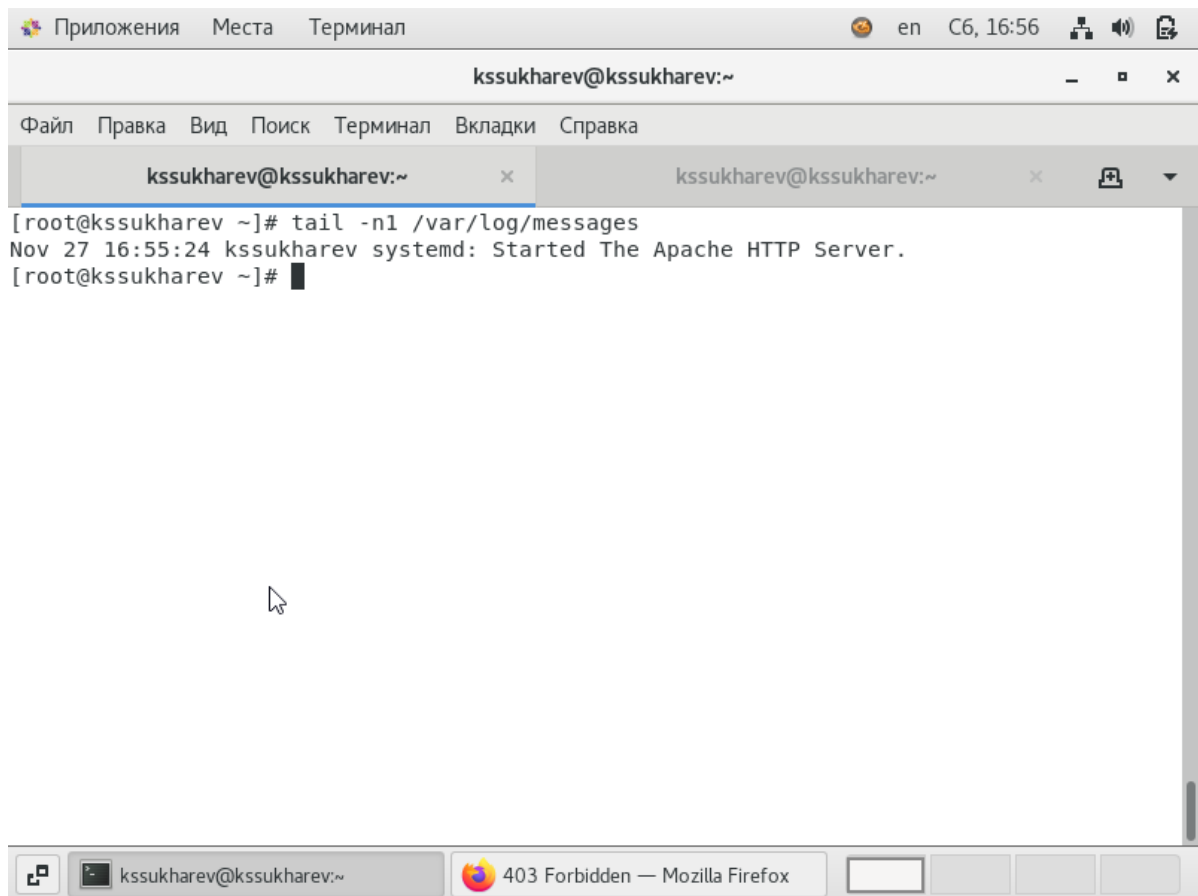 Приложения Места Терминал en Сб, 16:56
kssukharev@kssukharev:~
Файл Правка Вид Поиск Терминал Вкладки Справка
kssukharev@kssukharev:~ kssukharev@kssukharev:~
[root@kssukharev ~]# tail -n1 /var/log/messages
Nov 27 16:55:24 kssukharev systemd: Started The Apache HTTP Server.
[root@kssukharev ~]#
kssukharev@kssukharev:~ 403 Forbidden — Mozilla Firefox